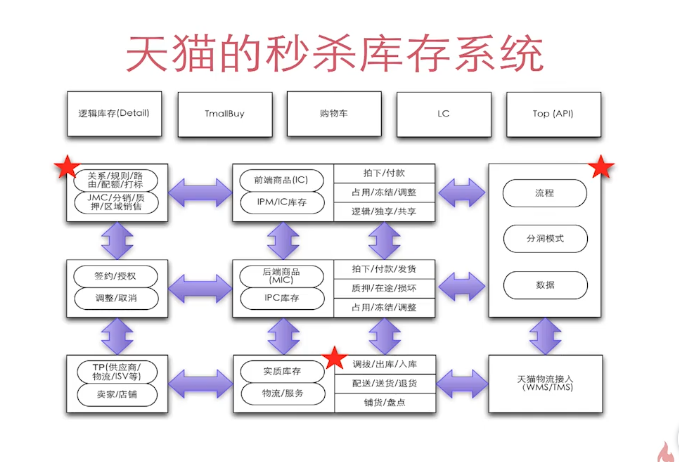 天猫的秒杀库存系统
逻辑库存(Detail)
TmallBuy
购物车
LC
Top (API)
关系/规则/路
由/配额/打标
JMC/分销/质
押/区域销售
前端商品(IC)
IPM/IC库存
拍下/付款
占用/冻结/调整
逻辑/独享/共享
流程
分润模式
数据
签约/授权
调整/取消
后端商品
(MIC)
IPC库存
拍下/付款/发货
质押/在途/损坏
占用/冻结/调整
TP(供应商/
物流/ISV等)
卖家/店铺
实质库存
物流/服务
调拨/出库/入库
配送/送货/退货
铺货/盘点
天猫物流接入
(WMS/TMS)